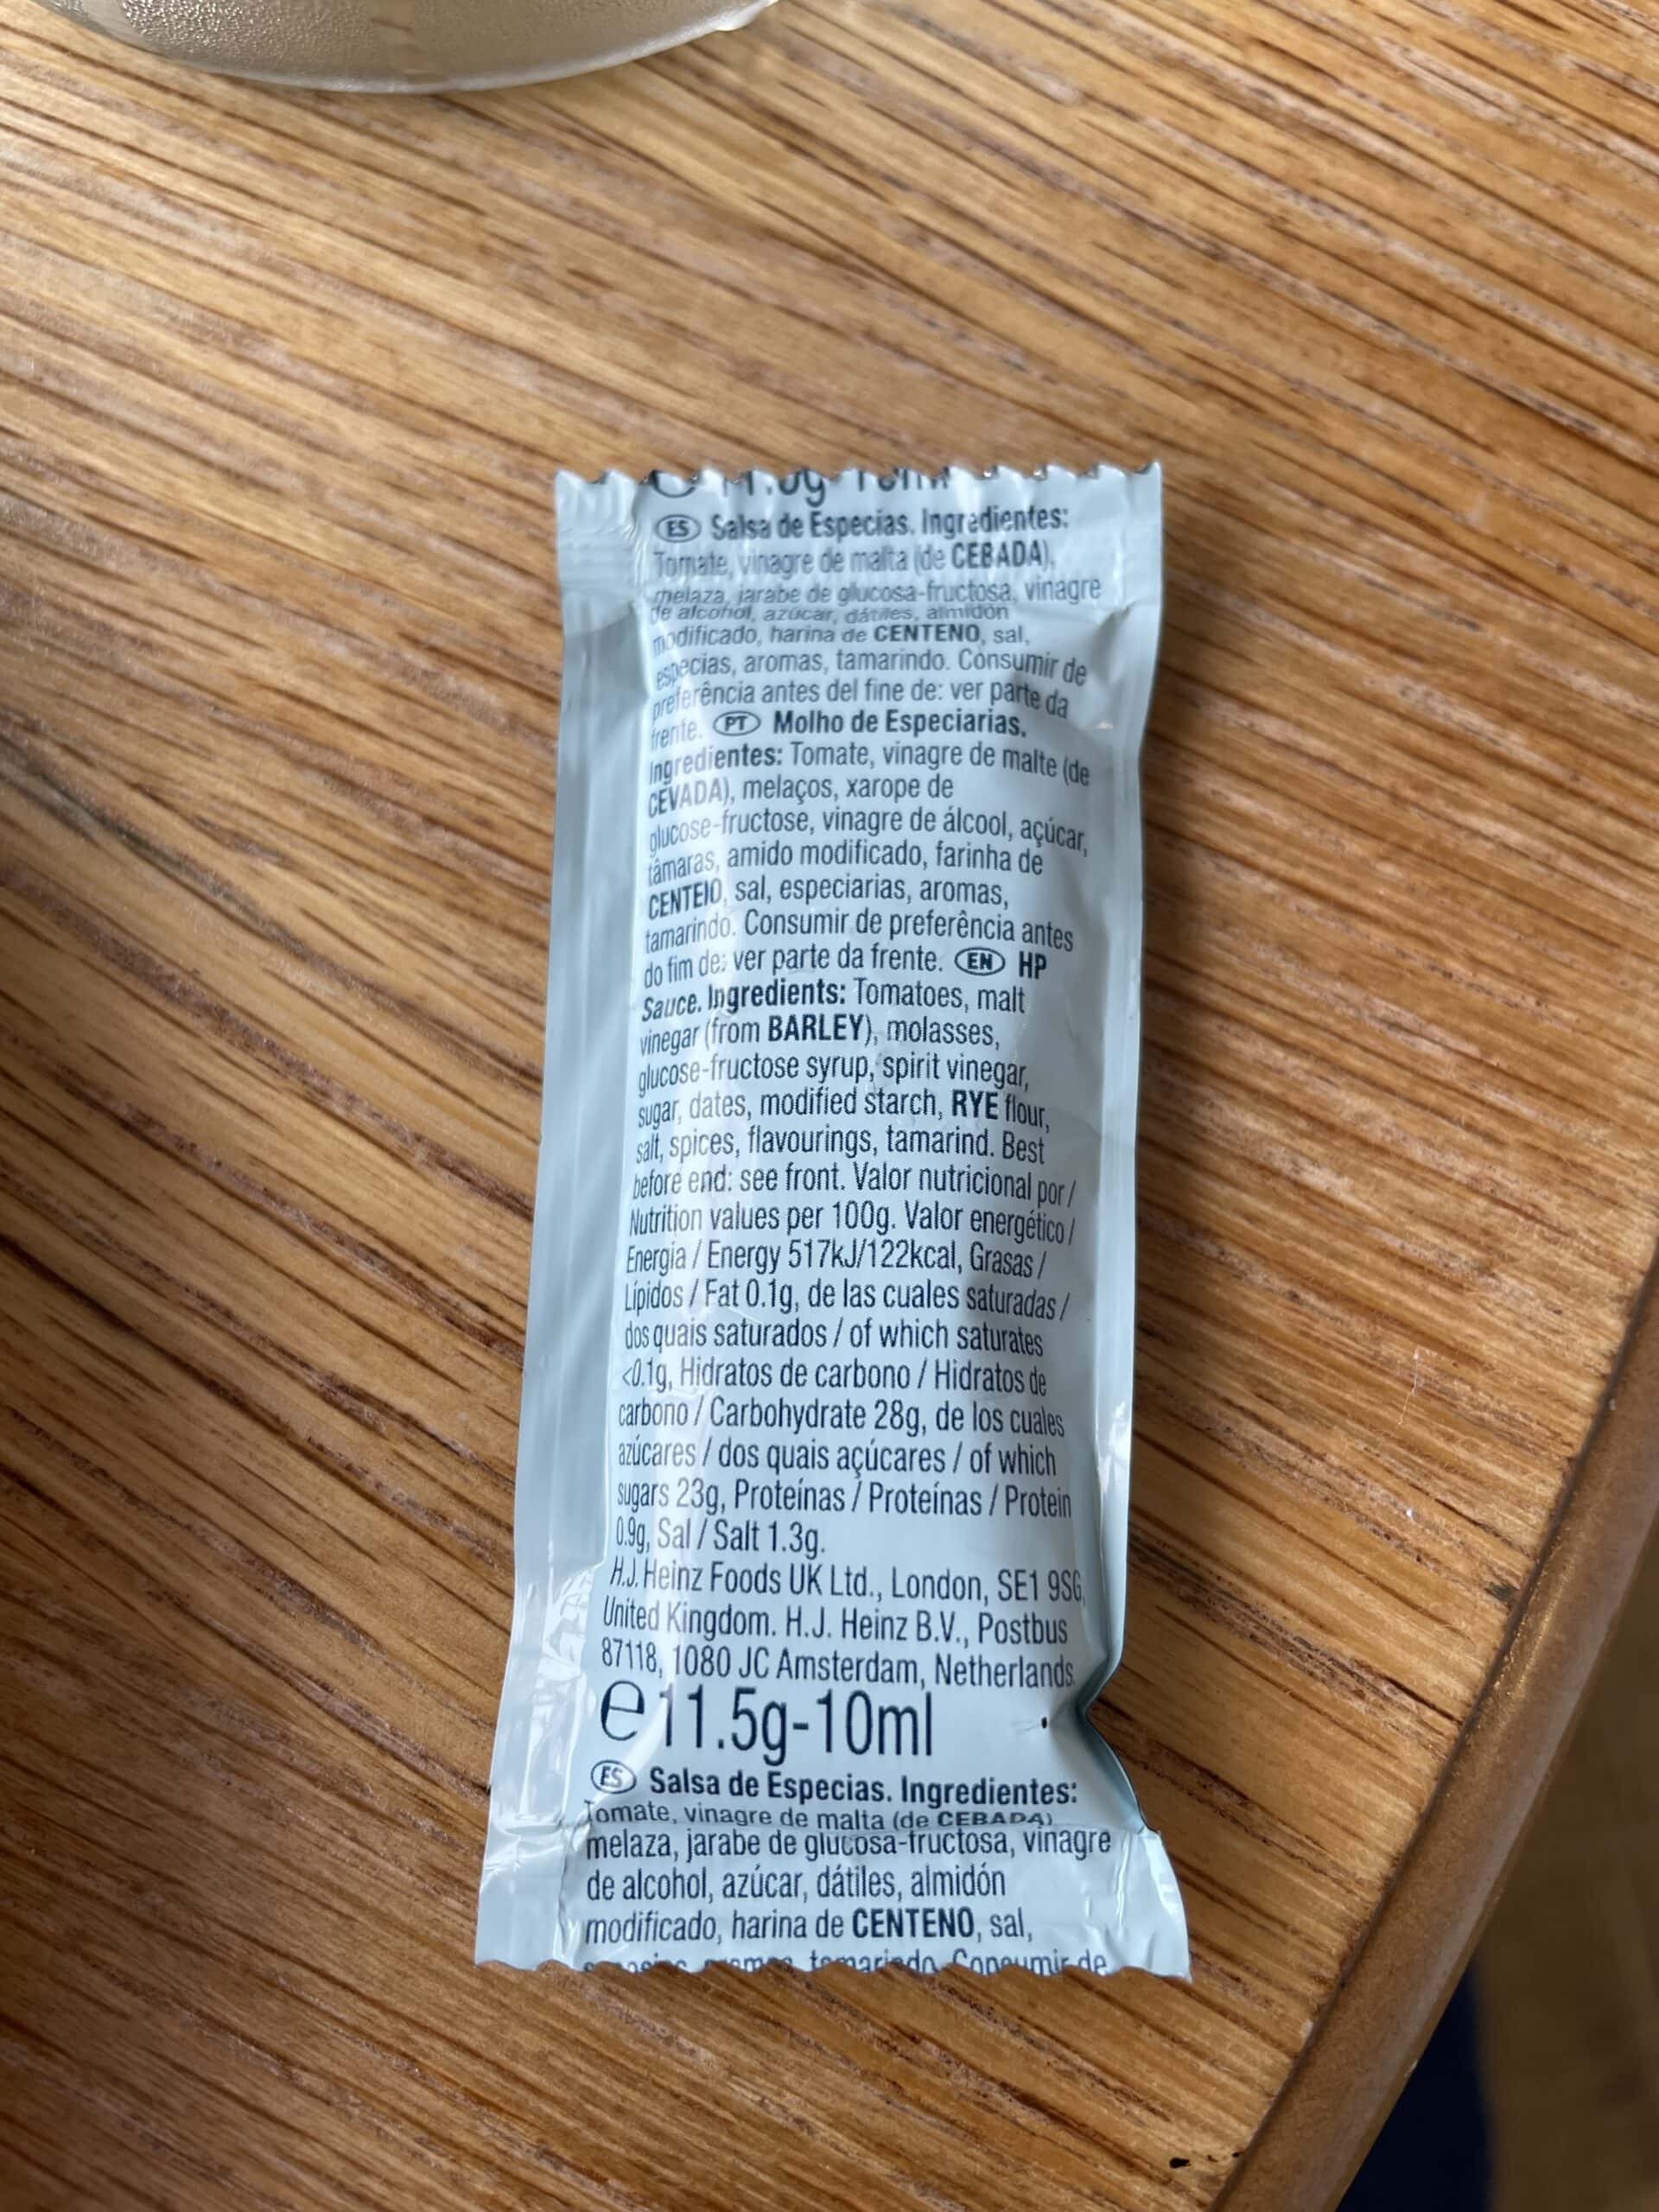 ES Salsa de Especias. Ingredientes:
Tomate, vinagre de malta (de CEBADA),
melaza, jarabe de glucosa-fructosa, vinagre
de alcohol, azúcar, dátiles, almidón
modificado, harina de CENTENO, sal,
especias, aromas, tamarindo. Consumir de
preferência antes del fine de: ver parte da
frente. PT Molho de Especiarias.
Ingredientes: Tomate, vinagre de malte (de
CEVADA), melaços, xarope de
glucose-fructose, vinagre de álcool, açúcar,
tâmaras, amido modificado, farinha de
CENTEIO, sal, especiarias, aromas,
tamarindo. Consumir de preferência antes
do fim de: ver parte da frente. EN HP
Sauce. Ingredients: Tomatoes, malt
vinegar (from BARLEY), molasses,
glucose-fructose syrup, spirit vinegar,
sugar, dates, modified starch, RYE flour,
salt, spices, flavourings, tamarind. Best
before end: see front. Valor nutricional por /
Nutrition values per 100g. Valor energético /
Energia / Energy 517kJ/122kcal, Grasas /
Lípidos / Fat 0.1g, de las cuales saturadas /
dos quais saturados / of which saturates
<0.1g, Hidratos de carbono / Hidratos de
carbono / Carbohydrate 28g, de los cuales
azúcares / dos quais açúcares / of which
sugars 23g, Proteínas / Proteínas / Protein
0.9g, Sal / Salt 1.3g.
H.J. Heinz Foods UK Ltd., London, SE1 9SG,
United Kingdom. H.J. Heinz B.V., Postbus
87118, 1080 JC Amsterdam, Netherlands.
e 11.5g-10ml
ES Salsa de Especias. Ingredientes:
Tomate, vinagre de malta (de CEBADA)
melaza, jarabe de glucosa-fructosa, vinagre
de alcohol, azúcar, dátiles, almidón
modificado, harina de CENTENO, sal,
tamarindo. Consumir de